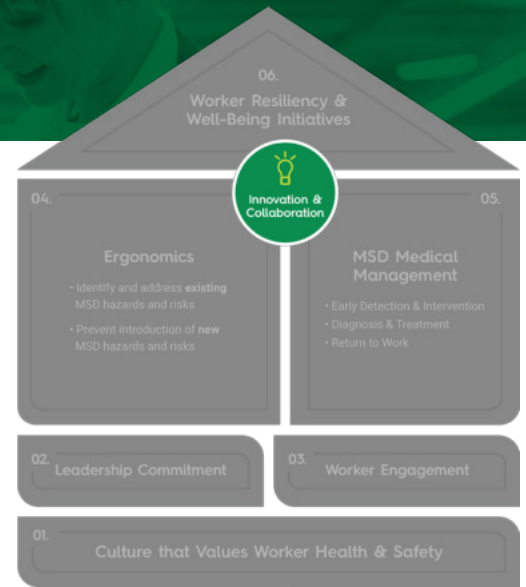 06.
Worker Resiliency &
Well-Being Initiatives
Innovation &
Collaboration
04.
Ergonomics
• Identify and address existing
MSD hazards and risks
• Prevent introduction of new
MSD hazards and risks
05.
MSD Medical
Management
• Early Detection & Intervention
• Diagnosis & Treatment
• Return to Work
02.
Leadership Commitment
03.
Worker Engagement
01.
Culture that Values Worker Health & Safety